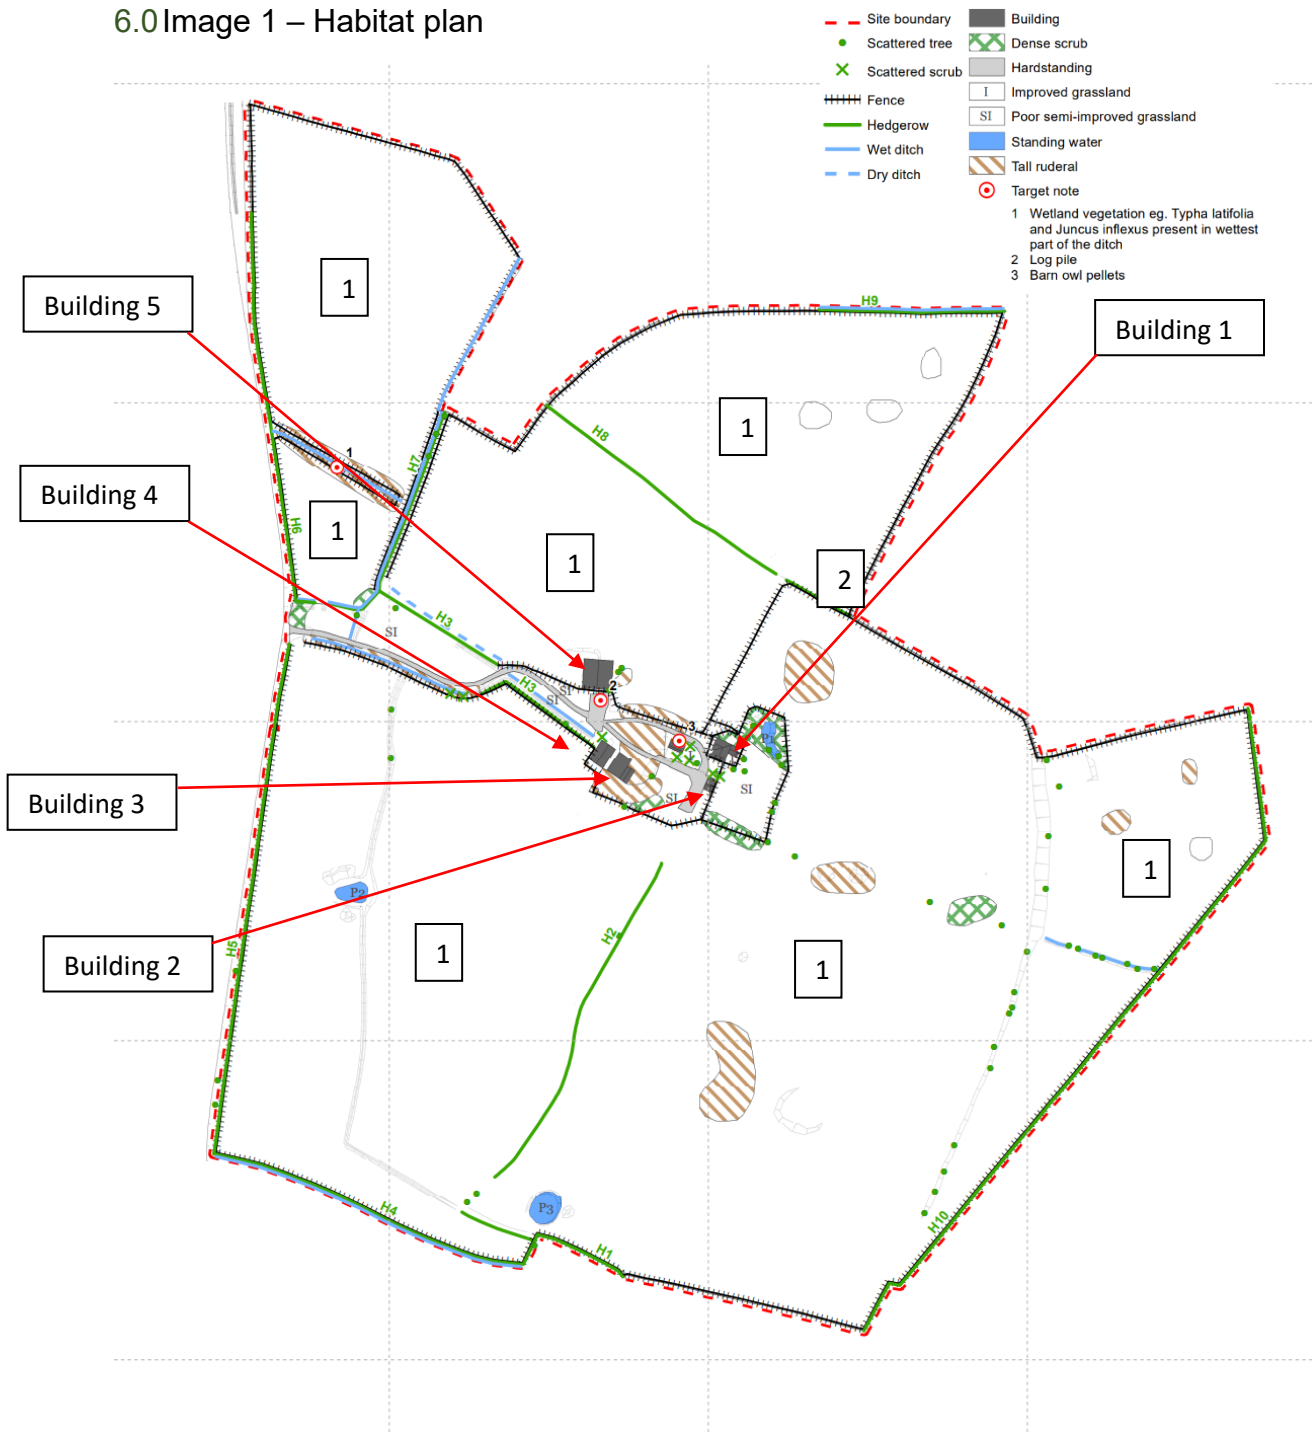 6.0 Image 1 – Habitat plan
Site boundary
Scattered tree
Scattered scrub
Fence
Hedgerow
Wet ditch
Dry ditch
Building
Dense scrub
Hardstanding
I Improved grassland
SI Poor semi-improved grassland
Standing water
Tall ruderal
Target note
1 Wetland vegetation eg. Typha latifolia
and Juncus inflexus present in wettest
part of the ditch
2 Log pile
3 Barn owl pellets
Building 5
1
H9
Building 1
1
H8
H7
1
Building 4
H6
1
1
2
H3
SI
H3
SI
SI
2
3
P1
Building 3
SI
SI
1
P2
Building 2
H5
1
H2
1
H4
P3
H1
H10